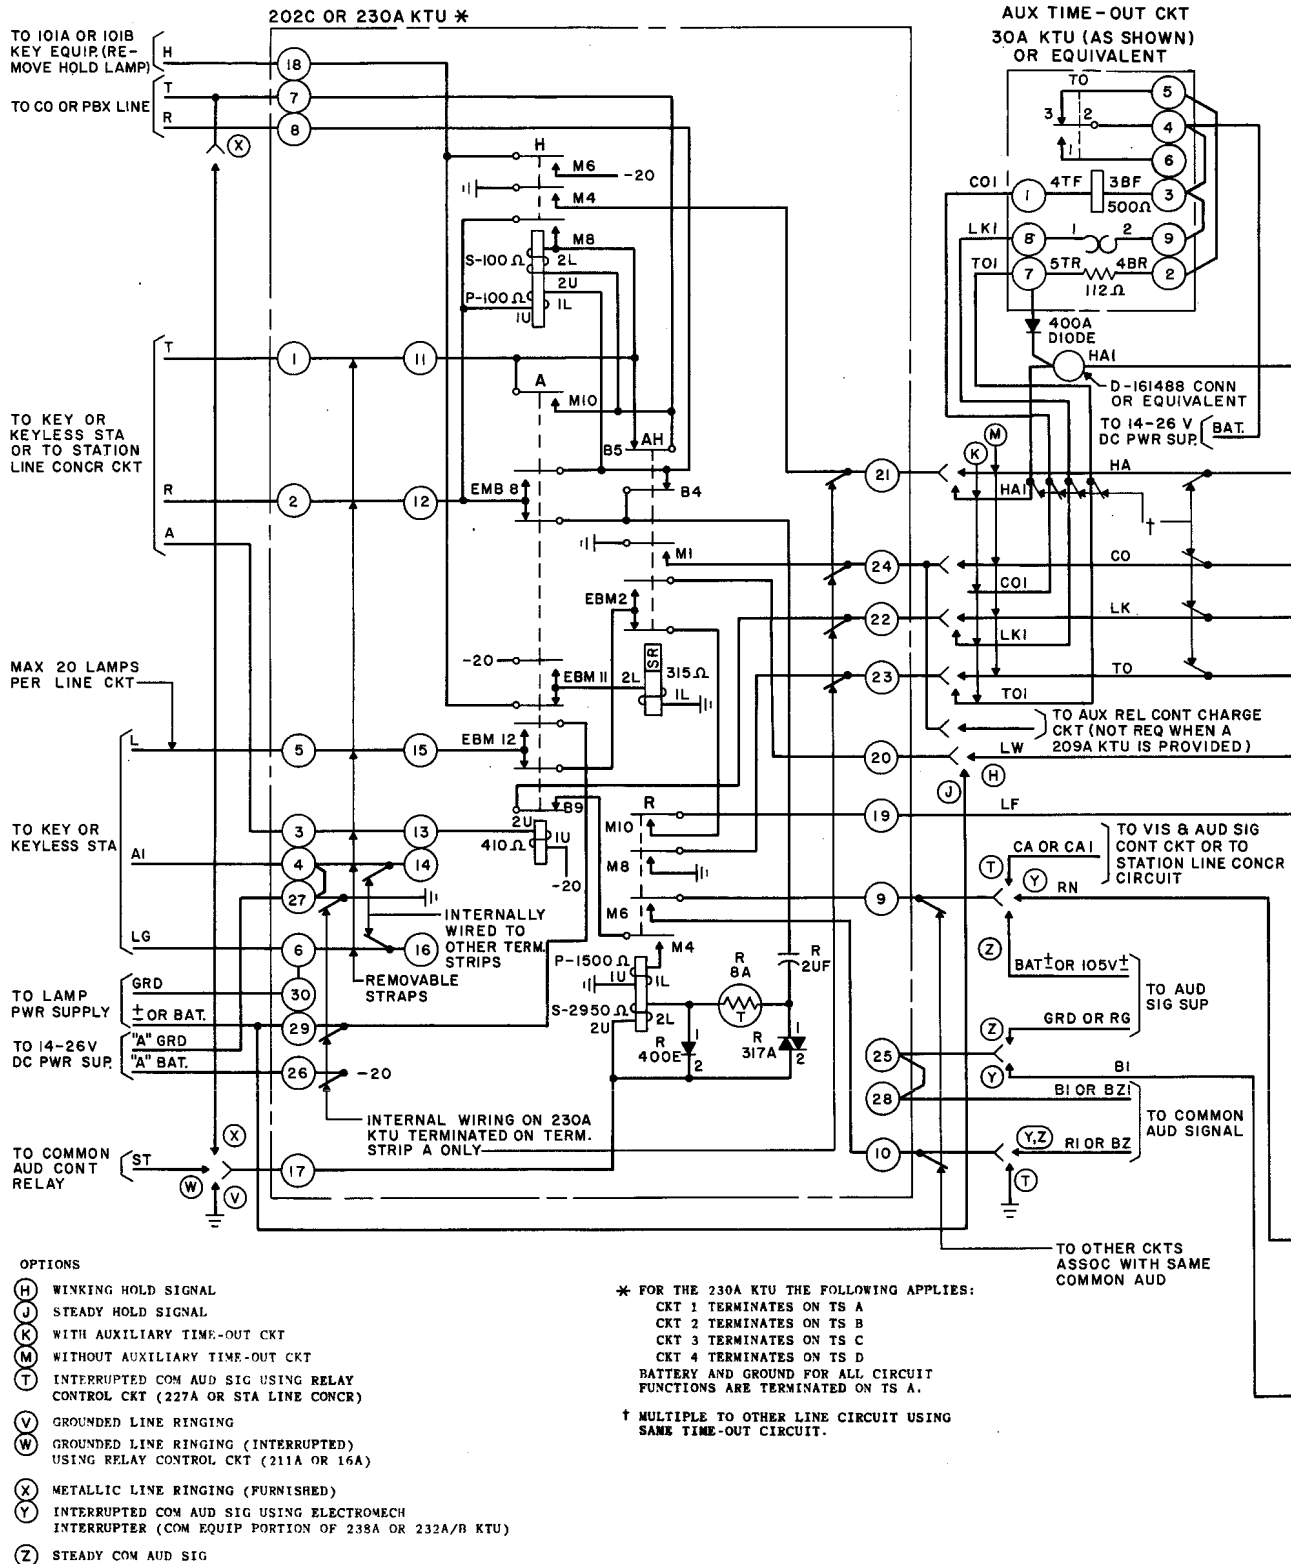 202C OR 230A KTU *
AUX TIME-OUT CKT
30A KTU (AS SHOWN)
OR EQUIVALENT
TO 101A OR 101B
KEY EQUIP. (RE-
MOVE HOLD LAMP)
H
18
TO CO OR PBX LINE
T
7
R
8
X
H
M6
-20
M4
M8
S-100 Ω
2L
2U
P-100 Ω
1L
1U
TO
5
3
2
4
1
6
CO1
1
4TF
3BF
3
500Ω
LK1
8
1
2
9
TO1
7
5TR
4BR
2
112Ω
400A
DIODE
HA1
D-161488 CONN
OR EQUIVALENT
TO 14-26 V
DC PWR SUP.
BAT.
TO KEY OR
KEYLESS STA
OR TO STATION
LINE CONCR CKT
T
1
11
A
M10
AH
B5
R
2
12
EMB 8
B4
A
M1
EBM2
K
M
21
HA
HA1
†
24
CO
CO1
22
LK
LK1
23
TO
TO1
TO AUX REL CONT CHARGE
CKT (NOT REQ WHEN A
209A KTU IS PROVIDED)
MAX 20 LAMPS
PER LINE CKT
-20
EBM 11
SR
2L
315Ω
1L
L
5
15
EBM 12
20
LW
H
J
B9
TO KEY OR
KEYLESS STA
3
13
2U
410Ω
1U
-20
A1
4
14
27
LG
6
16
INTERNALLY
WIRED TO
OTHER TERM.
STRIPS
REMOVABLE
STRAPS
R
M10
M8
M6
M4
19
LF
9
T
CA OR CA1
Y
RN
TO VIS & AUD SIG
CONT CKT OR TO
STATION LINE CONCR
CIRCUIT
Z
BAT± OR 105V±
TO AUD
SIG SUP
GRD OR RG
Z
25
Y
B1
28
B1 OR BZ1
TO COMMON
AUD SIGNAL
Y,Z
R1 OR BZ
10
T
P-1500Ω
1U
1L
S-2950Ω
2U
2L
R
400E
1
2
R
8A
T
R
2UF
R
317A
1
2
TO LAMP
PWR SUPPLY
GRD
30
± OR BAT.
29
TO 14-26V
DC PWR SUP.
"A" GRD
"A" BAT.
26
-20
INTERNAL WIRING ON 230A
KTU TERMINATED ON TERM.
STRIP A ONLY
TO COMMON
AUD CONT
RELAY
ST
X
W
V
17
TO OTHER CKTS
ASSOC WITH SAME
COMMON AUD
OPTIONS
H WINKING HOLD SIGNAL
J STEADY HOLD SIGNAL
K WITH AUXILIARY TIME-OUT CKT
M WITHOUT AUXILIARY TIME-OUT CKT
T INTERRUPTED COM AUD SIG USING RELAY
CONTROL CKT (227A OR STA LINE CONCR)
V GROUNDED LINE RINGING
W GROUNDED LINE RINGING (INTERRUPTED)
USING RELAY CONTROL CKT (211A OR 16A)
X METALLIC LINE RINGING (FURNISHED)
Y INTERRUPTED COM AUD SIG USING ELECTROMECH
INTERRUPTER (COM EQUIP PORTION OF 238A OR 232A/B KTU)
Z STEADY COM AUD SIG
* FOR THE 230A KTU THE FOLLOWING APPLIES:
CKT 1 TERMINATES ON TS A
CKT 2 TERMINATES ON TS B
CKT 3 TERMINATES ON TS C
CKT 4 TERMINATES ON TS D
BATTERY AND GROUND FOR ALL CIRCUIT
FUNCTIONS ARE TERMINATED ON TS A.
† MULTIPLE TO OTHER LINE CIRCUIT USING
SAME TIME-OUT CIRCUIT.